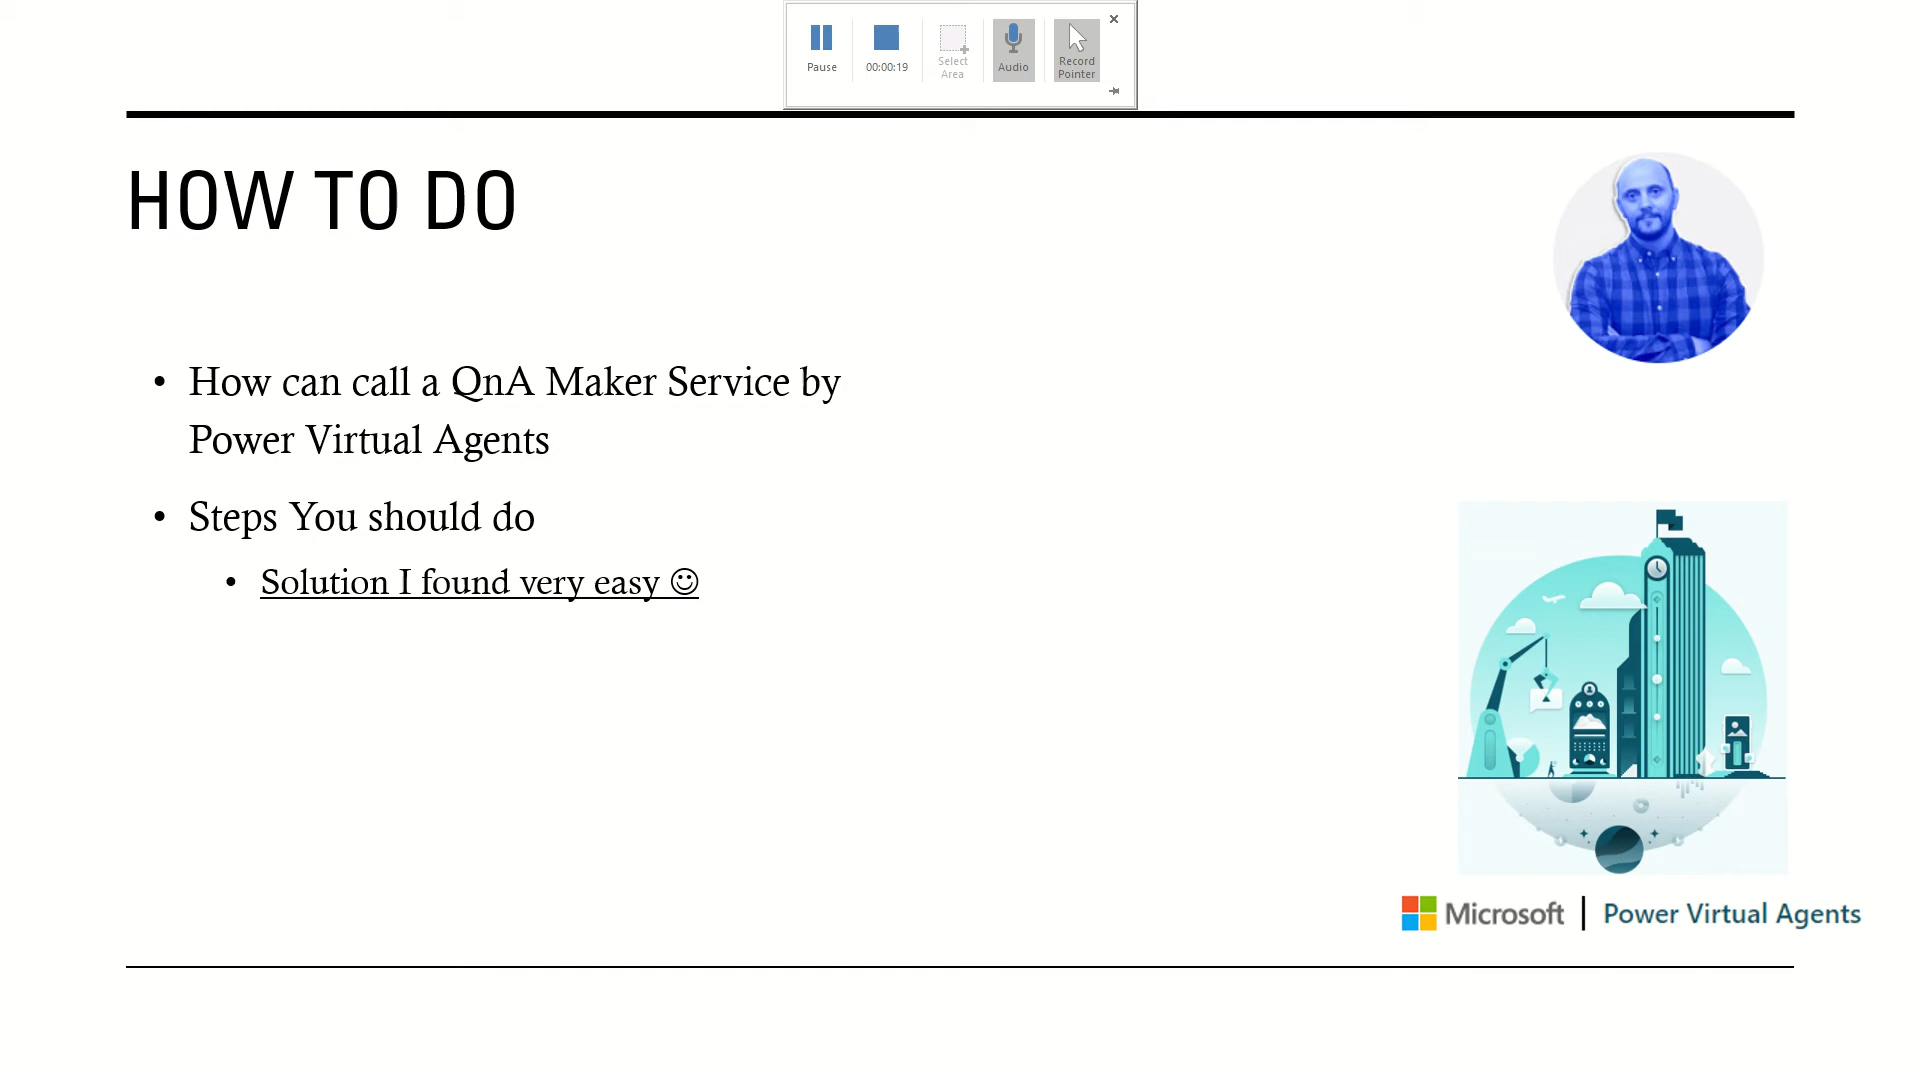 Pause
00:00:19
Select
Area
Audio
Record
Pointer
HOW TO DO
• How can call a QnA Maker Service by
Power Virtual Agents
• Steps You should do
• Solution I found very easy ☺
Microsoft | Power Virtual Agents